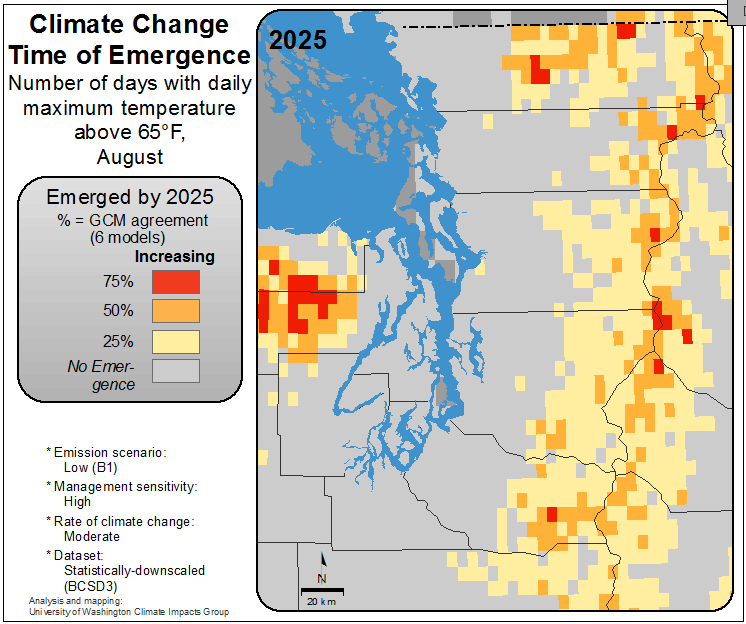 Climate Change
Time of Emergence
Number of days with daily
maximum temperature
above 65°F,
August
Emerged by 2025
% = GCM agreement
(6 models)
Increasing
75%
50%
25%
No Emer-
gence
* Emission scenario:
Low (B1)
* Management sensitivity:
High
* Rate of climate change:
Moderate
* Dataset:
Statistically-downscaled
(BCSD3)
Analysis and mapping:
University of Washington Climate Impacts Group
2025
N
20 km